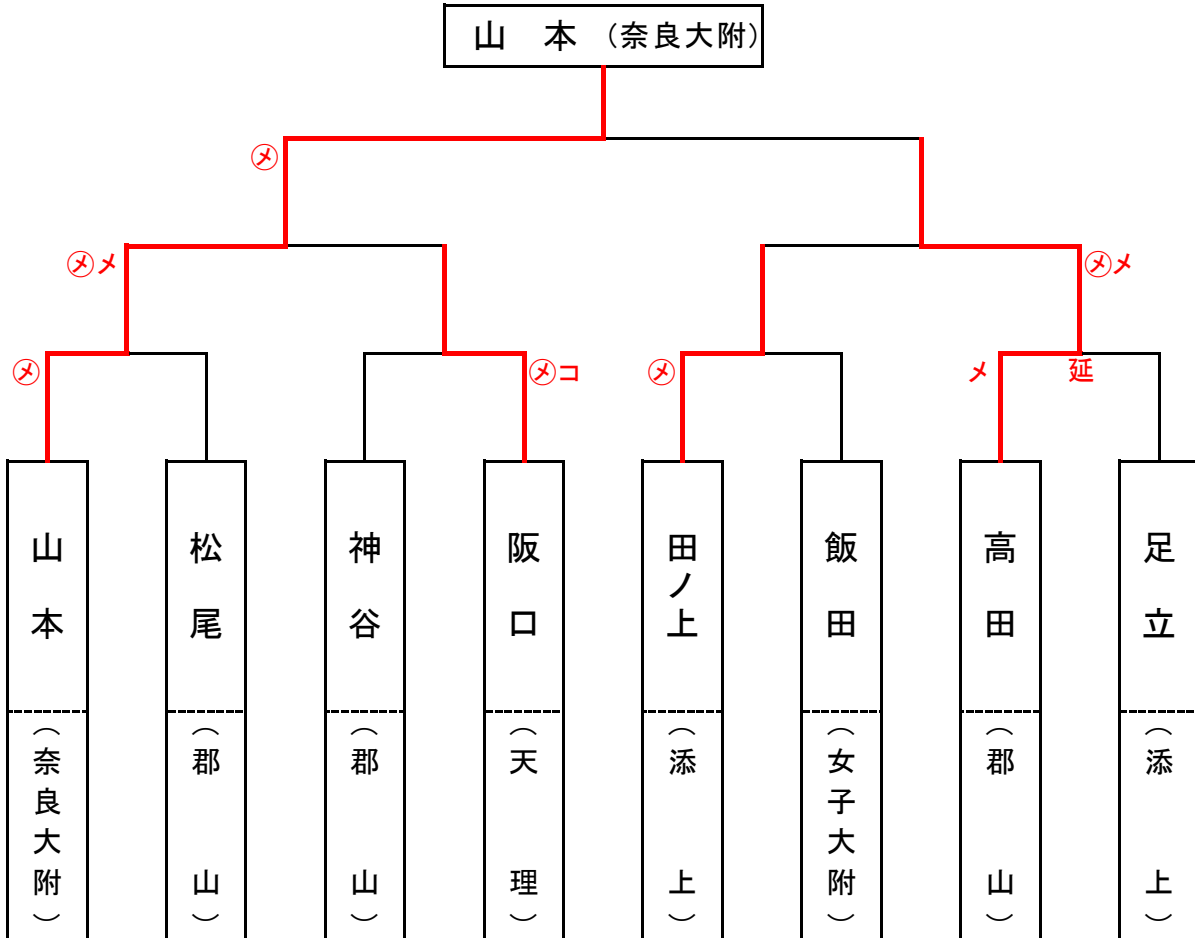 山 本 （奈良大附）
㋱
㋱メ
㋱メ
㋱
㋱コ
㋱
メ 延
山本
（奈良大附）
松尾
（郡山）
神谷
（郡山）
阪口
（天理）
田ノ上
（添上）
飯田
（女子大附）
高田
（郡山）
足立
（添上）